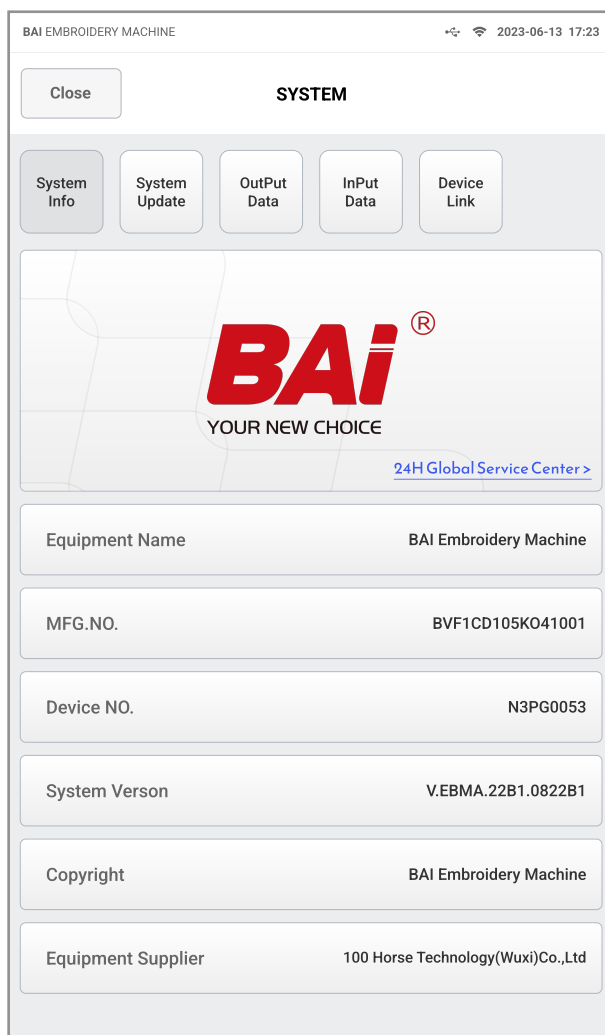 BAI EMBROIDERY MACHINE 2023-06-13 17:23
Close
SYSTEM
System
Info
System
Update
OutPut
Data
InPut
Data
Device
Link
BAi ®
YOUR NEW CHOICE
24H Global Service Center >
Equipment Name BAI Embroidery Machine
MFG.NO. BVF1CD105KO41001
Device NO. N3PG0053
System Verson V.EBMA.22B1.0822B1
Copyright BAI Embroidery Machine
Equipment Supplier 100 Horse Technology(Wuxi)Co.,Ltd